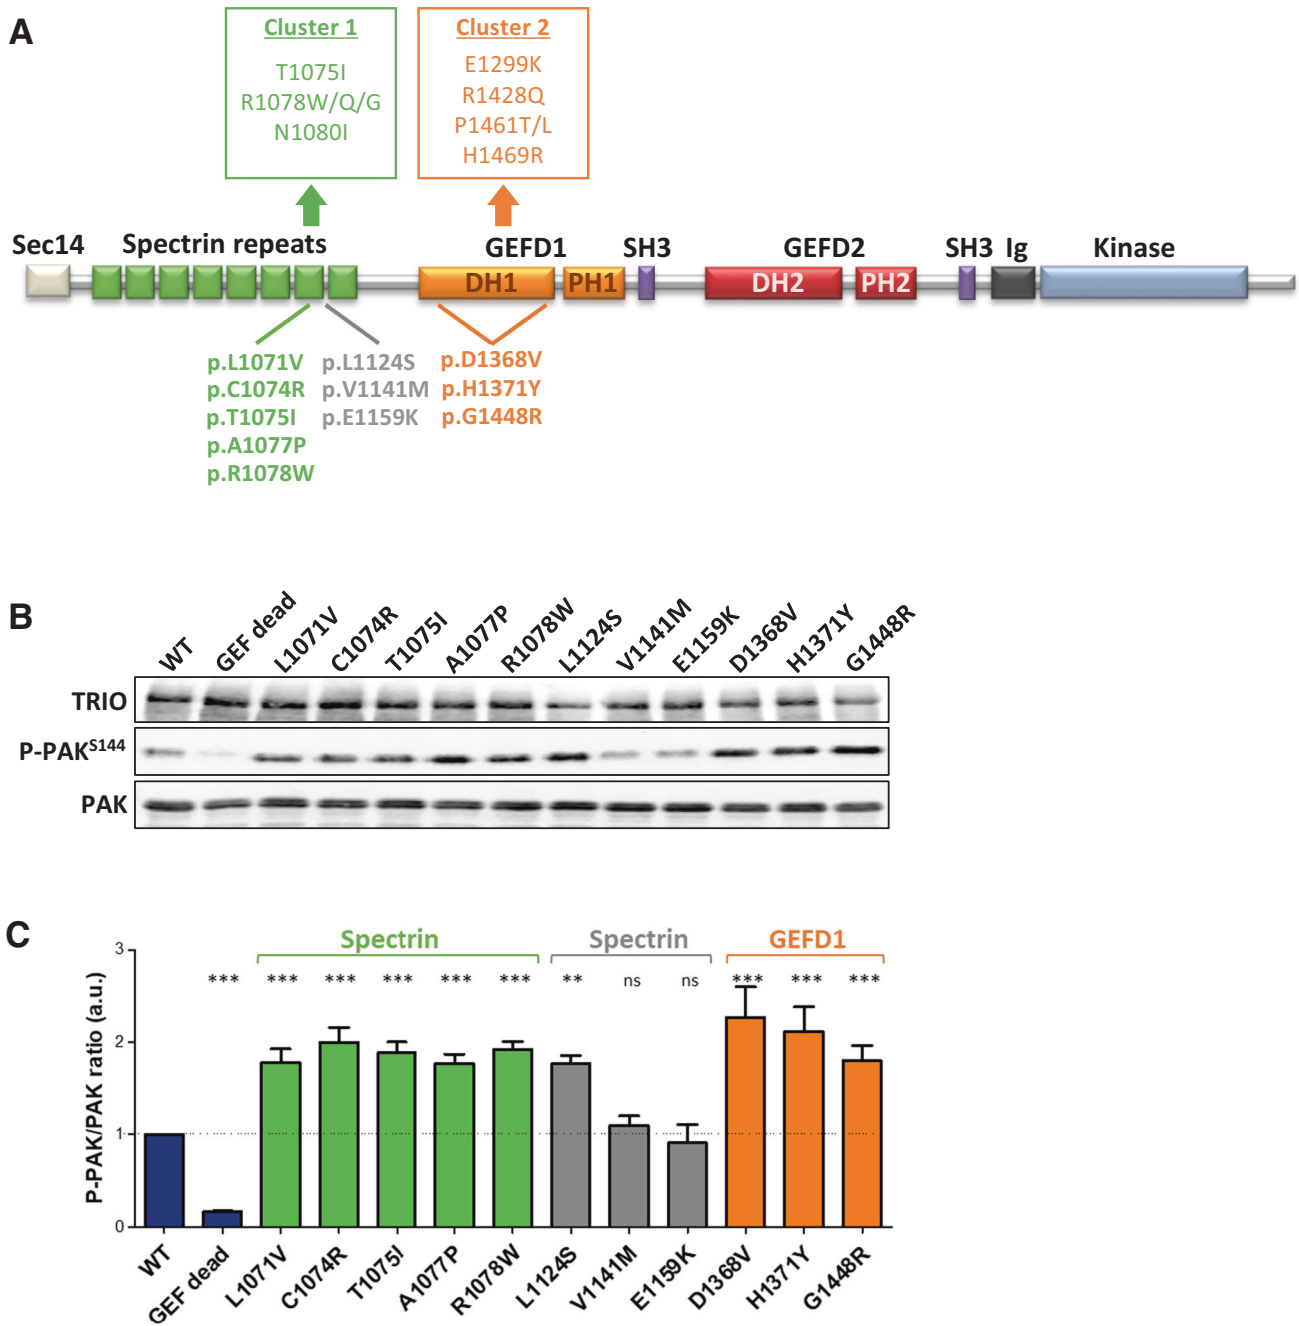 A
Cluster 1
T1075I
R1078W/Q/G
N1080I
Cluster 2
E1299K
R1428Q
P1461T/L
H1469R
Sec14 Spectrin repeats GEFD1 SH3 GEFD2 SH3 Ig Kinase
DH1 PH1 DH2 PH2
p.L1071V p.L1124S p.D1368V
p.C1074R p.V1141M p.H1371Y
p.T1075I p.E1159K p.G1448R
p.A1077P
p.R1078W
B
WT GEF dead L1071V C1074R T1075I A1077P R1078W L1124S V1141M E1159K D1368V H1371Y G1448R
TRIO
P-PAKS144
PAK
C
Spectrin Spectrin GEFD1
*** *** *** *** *** *** ** ns ns *** *** ***
P-PAK/PAK ratio (a.u.)
3
2
1
0
WT GEF dead L1071V C1074R T1075I A1077P R1078W L1124S V1141M E1159K D1368V H1371Y G1448R